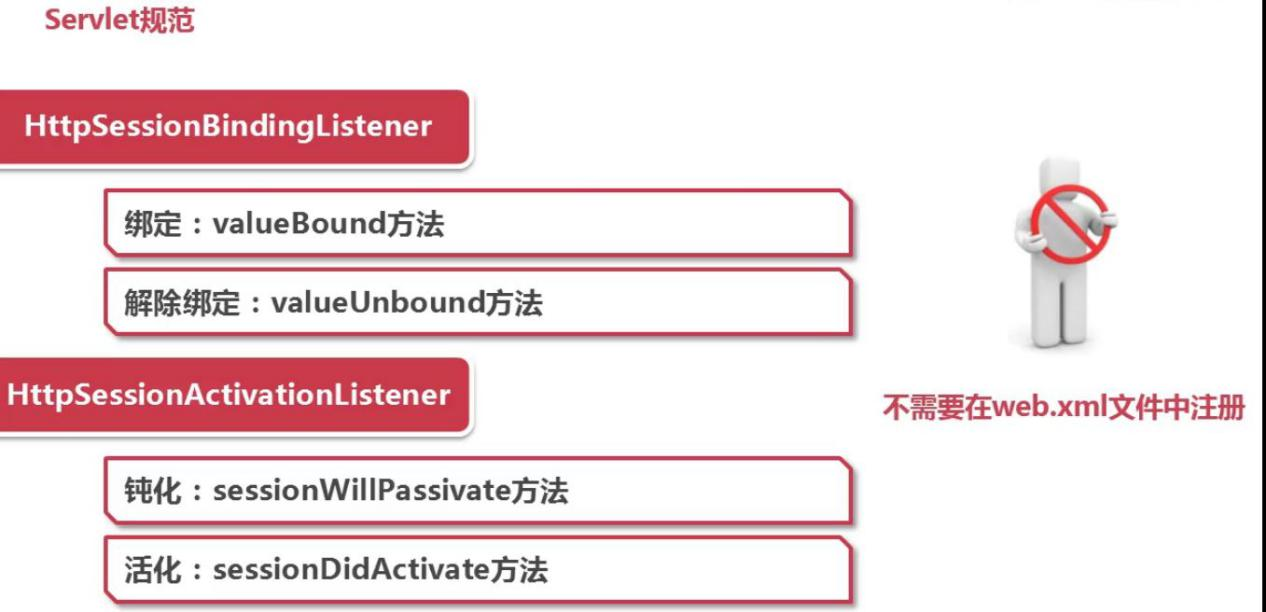 Servlet规范
HttpSessionBindingListener
绑定：valueBound方法
解除绑定：valueUnbound方法
HttpSessionActivationListener
不需要在web.xml文件中注册
钝化：sessionWillPassivate方法
活化：sessionDidActivate方法